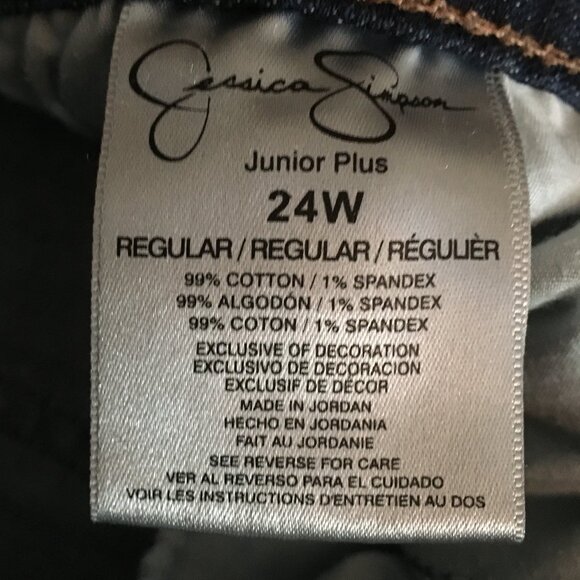 Jessica Simpson
Junior Plus
24W
REGULAR / REGULAR / RÉGULIÈR
99% COTTON / 1% SPANDEX
99% ALGODÓN / 1% SPANDEX
99% COTON / 1% SPANDEX
EXCLUSIVE OF DECORATION
EXCLUSIVO DE DECORACION
EXCLUSIF DE DÉCOR
MADE IN JORDAN
HECHO EN JORDANIA
FAIT AU JORDANIE
SEE REVERSE FOR CARE
VER AL REVERSO PARA EL CUIDADO
VOIR LES INSTRUCTIONS D'ENTRETIEN AU DOS